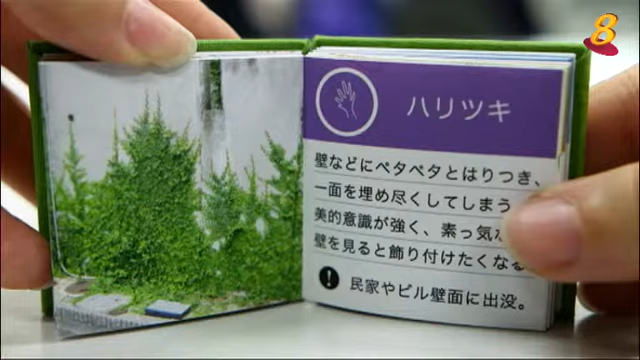 8
ハリツキ
壁などにペタペタとはりつき、
一面を埋め尽くしてしまう
美的意識が強く、素っ気
壁を見ると飾り付けたくなる
! 民家やビル壁面に出没。